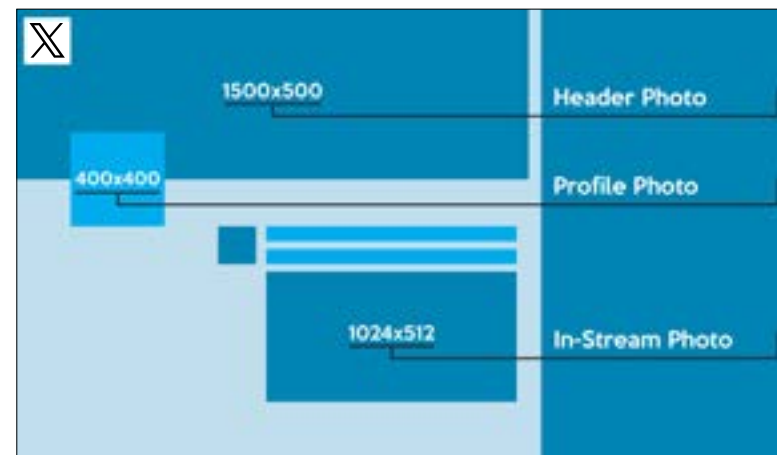 1500x500
Header Photo
400x400
Profile Photo
1024x512
In-Stream Photo